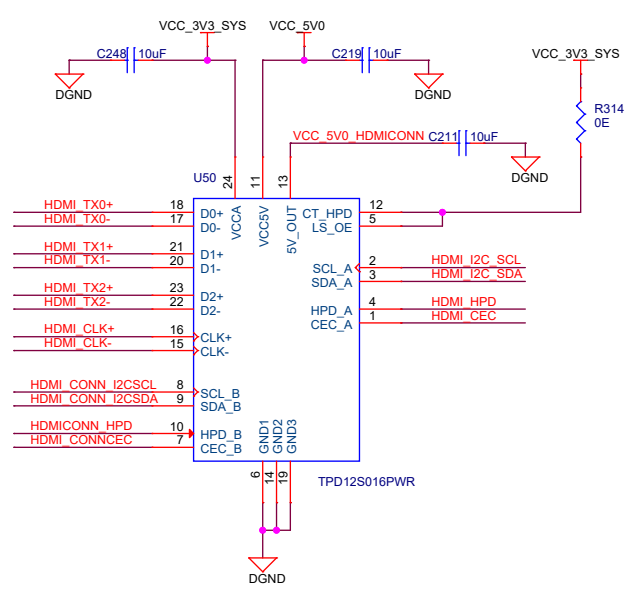 VCC_3V3_SYS
VCC_5V0
C248
10uF
C219
10uF
VCC_3V3_SYS
DGND
DGND
R314
0E
VCC_5V0_HDMICONN
C211
10uF
DGND
U50
24
11
13
VCCA
VCC5V
5V_OUT
HDMI_TX0+ 18 D0+
HDMI_TX0- 17 D0-
HDMI_TX1+ 21 D1+
HDMI_TX1- 20 D1-
HDMI_TX2+ 23 D2+
HDMI_TX2- 22 D2-
HDMI_CLK+ 16 CLK+
HDMI_CLK- 15 CLK-
HDMI_CONN_I2CSCL 8 SCL_B
HDMI_CONN_I2CSDA 9 SDA_B
HDMICONN_HPD 10 HPD_B
HDMI_CONNCEC 7 CEC_B
CT_HPD 12
LS_OE 5
SCL_A 2 HDMI_I2C_SCL
SDA_A 3 HDMI_I2C_SDA
HPD_A 4 HDMI_HPD
CEC_A 1 HDMI_CEC
GND1
GND2
GND3
6
14
19
TPD12S016PWR
DGND